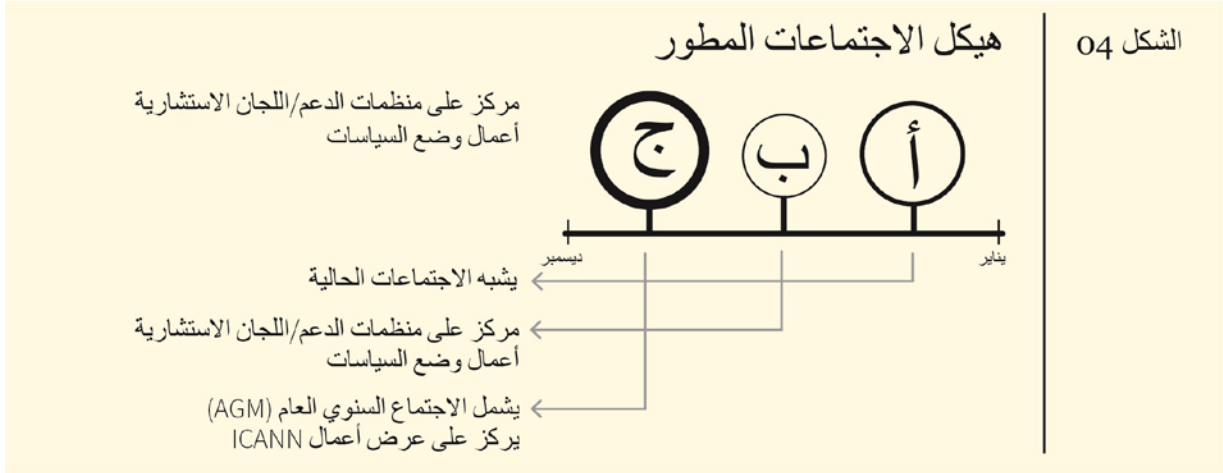 الشكل 04
هيكل الاجتماعات المطور
مركز على منظمات الدعم/اللجان الاستشارية
أعمال وضع السياسات
أ
ب
ج
يناير
ديسمبر
يشبه الاجتماعات الحالية
مركز على منظمات الدعم/اللجان الاستشارية
أعمال وضع السياسات
يشمل الاجتماع السنوي العام (AGM)
يركز على عرض أعمال ICANN